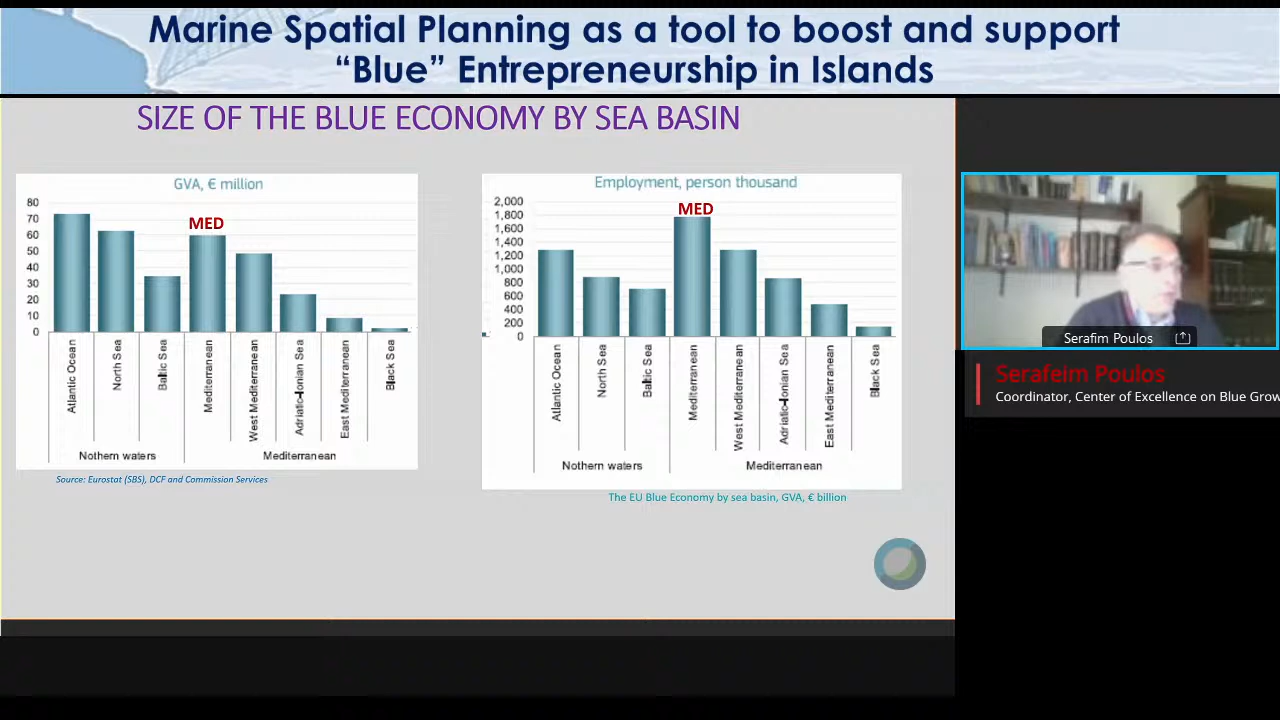 Marine Spatial Planning as a tool to boost and support
“Blue” Entrepreneurship in Islands
SIZE OF THE BLUE ECONOMY BY SEA BASIN
GVA, € million
80
70
60
50
40
30
20
10
0
MED
Atlantic Ocean
North Sea
Baltic Sea
Mediterranean
West Mediterranean
Adriatic-Ionian Sea
East Mediterranean
Black Sea
Nothern waters
Mediterranean
Source: Eurostat (SBS), DCF and Commission Services
Employment, person thousand
2,000
1,800
1,600
1,400
1,200
1,000
800
600
400
200
0
MED
Atlantic Ocean
North Sea
Baltic Sea
Mediterranean
West Mediterranean
Adriatic-Ionian Sea
East Mediterranean
Black Sea
Nothern waters
Mediterranean
The EU Blue Economy by sea basin, GVA, € billion
Serafim Poulos
Serafeim Poulos
Coordinator, Center of Excellence on Blue Grow